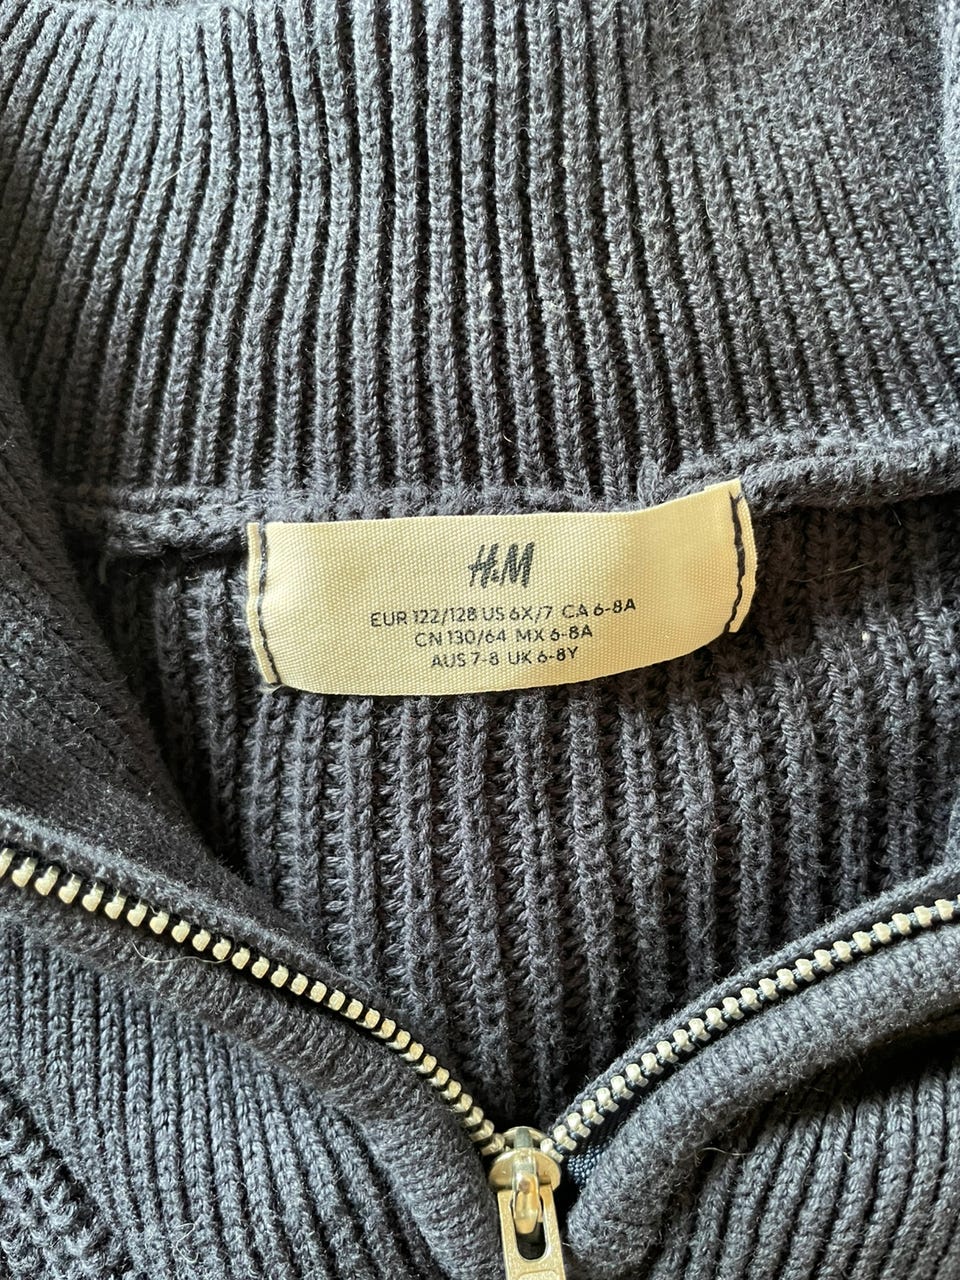 H&M
EUR 122/128 US 6X/7 CA 6-8A
CN 130/64 MX 6-8A
AUS 7-8 UK 6-8Y